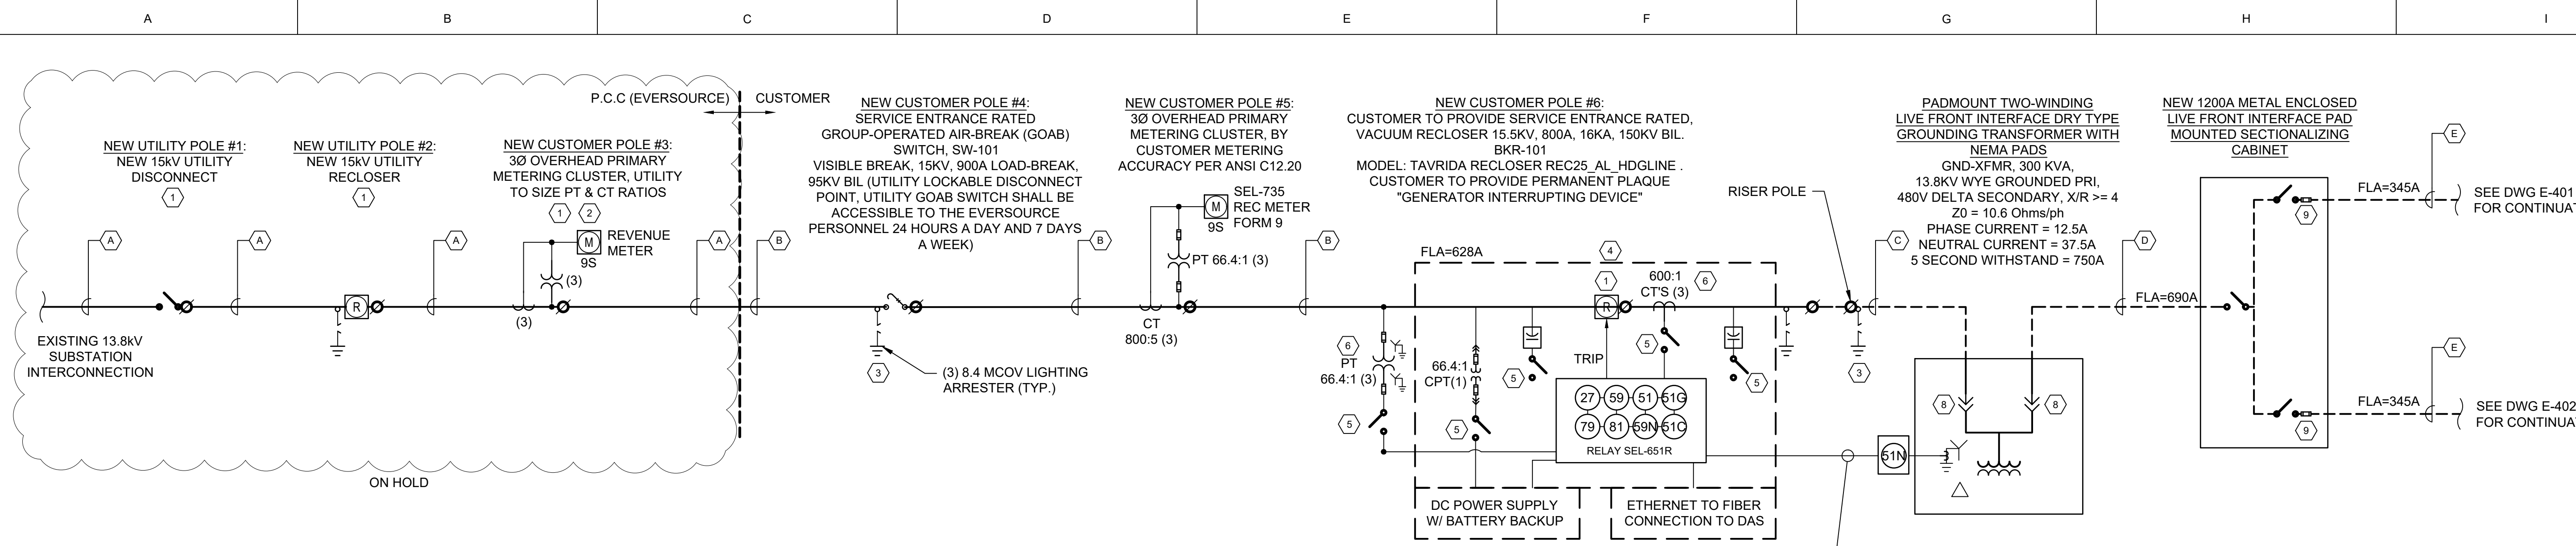 A
B
C
D
E
F
G
H
I
P.C.C (EVERSOURCE)
CUSTOMER
NEW UTILITY POLE #1:
NEW 15kV UTILITY
DISCONNECT
1
NEW UTILITY POLE #2:
NEW 15kV UTILITY
RECLOSER
1
NEW CUSTOMER POLE #3:
3Ø OVERHEAD PRIMARY
METERING CLUSTER, UTILITY
TO SIZE PT & CT RATIOS
1
2
M
REVENUE
METER
9S
(3)
(3)
A
A
A
A
R
EXISTING 13.8kV
SUBSTATION
INTERCONNECTION
ON HOLD
B
NEW CUSTOMER POLE #4:
SERVICE ENTRANCE RATED
GROUP-OPERATED AIR-BREAK (GOAB)
SWITCH, SW-101
VISIBLE BREAK, 15KV, 900A LOAD-BREAK,
95KV BIL (UTILITY LOCKABLE DISCONNECT
POINT, UTILITY GOAB SWITCH SHALL BE
ACCESSIBLE TO THE EVERSOURCE
PERSONNEL 24 HOURS A DAY AND 7 DAYS
A WEEK)
3
(3) 8.4 MCOV LIGHTING
ARRESTER (TYP.)
B
NEW CUSTOMER POLE #5:
3Ø OVERHEAD PRIMARY
METERING CLUSTER, BY
CUSTOMER METERING
ACCURACY PER ANSI C12.20
M
SEL-735
REC METER
FORM 9
9S
PT 66.4:1 (3)
CT
800:5 (3)
B
NEW CUSTOMER POLE #6:
CUSTOMER TO PROVIDE SERVICE ENTRANCE RATED,
VACUUM RECLOSER 15.5KV, 800A, 16KA, 150KV BIL.
BKR-101
MODEL: TAVRIDA RECLOSER REC25_AL_HDGLINE .
CUSTOMER TO PROVIDE PERMANENT PLAQUE
"GENERATOR INTERRUPTING DEVICE"
FLA=628A
4
1
600:1
CT'S (3)
6
R
6
PT
66.4:1 (3)
5
66.4:1
CPT(1)
5
5
TRIP
5
5
27
59
51
51G
79
81
59N
51C
RELAY SEL-651R
DC POWER SUPPLY
W/ BATTERY BACKUP
ETHERNET TO FIBER
CONNECTION TO DAS
RISER POLE
3
C
PADMOUNT TWO-WINDING
LIVE FRONT INTERFACE DRY TYPE
GROUNDING TRANSFORMER WITH
NEMA PADS
GND-XFMR, 300 KVA,
13.8KV WYE GROUNDED PRI,
480V DELTA SECONDARY, X/R >= 4
Z0 = 10.6 Ohms/ph
PHASE CURRENT = 12.5A
NEUTRAL CURRENT = 37.5A
5 SECOND WITHSTAND = 750A
8
8
51N
D
FLA=690A
NEW 1200A METAL ENCLOSED
LIVE FRONT INTERFACE PAD
MOUNTED SECTIONALIZING
CABINET
9
9
FLA=345A
E
SEE DWG E-401
FOR CONTINUAT
FLA=345A
E
SEE DWG E-402
FOR CONTINUAT